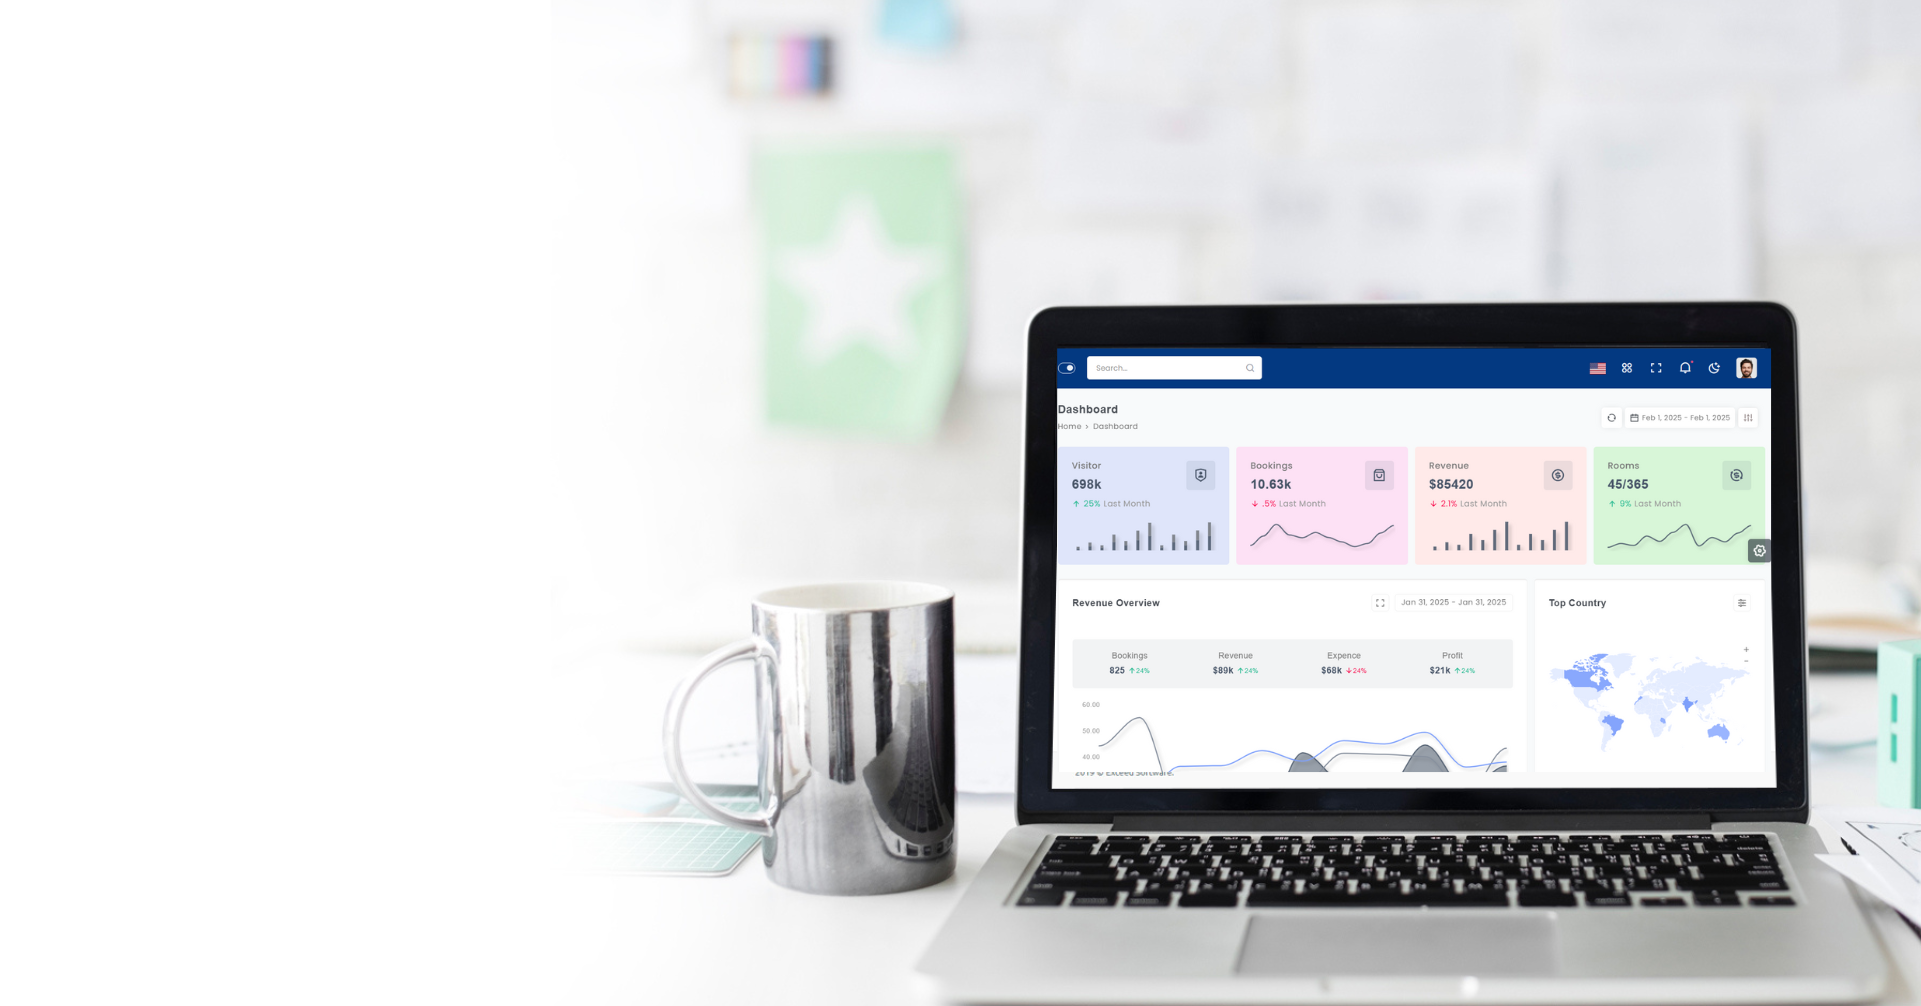 Search...
Dashboard
Home › Dashboard
Feb 1, 2025 - Feb 1, 2025
Visitor
698k
↑ 25% Last Month
Bookings
10.63k
↓ .5% Last Month
Revenue
$85420
↓ 2.1% Last Month
Rooms
45/365
↑ 9% Last Month
Revenue Overview
Jan 31, 2025 - Jan 31, 2025
Bookings
825 ↑24%
Revenue
$89k ↑24%
Expence
$68k ↓24%
Profit
$21k ↑24%
60.00
50.00
40.00
2019 © Exceed Software.
Top Country
+
-